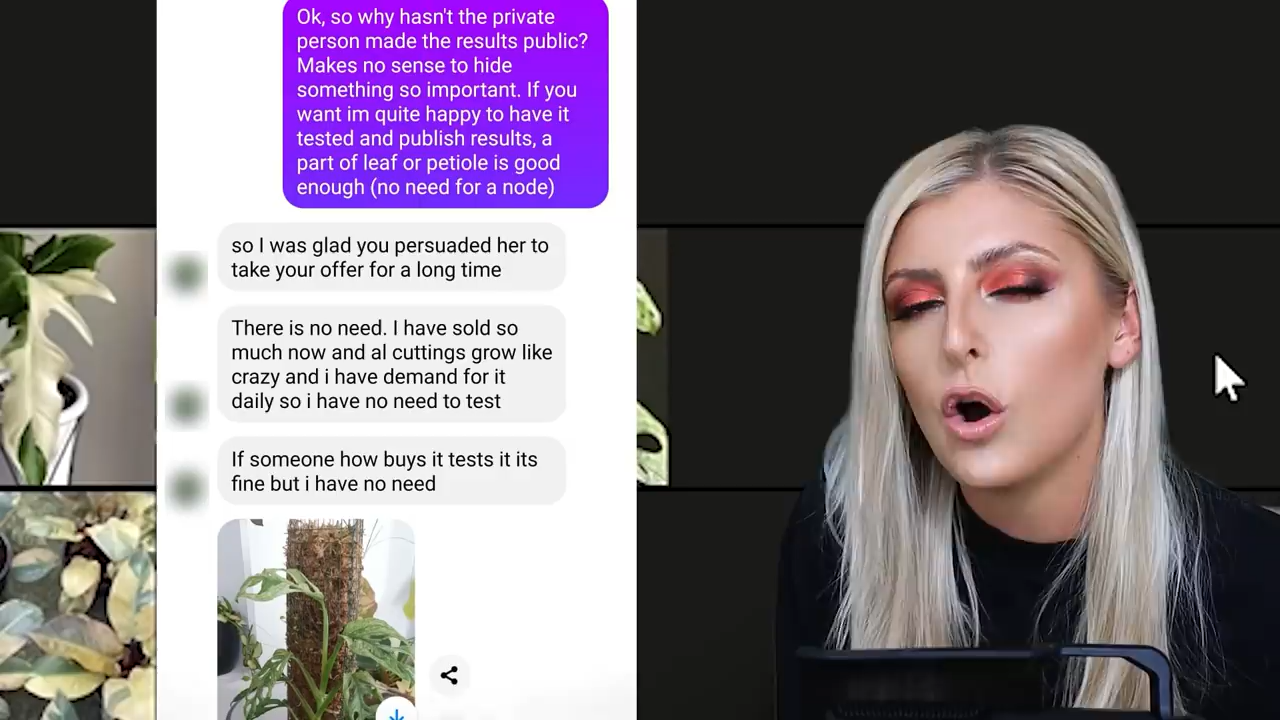 Ok, so why hasn't the private
person made the results public?
Makes no sense to hide
something so important. If you
want im quite happy to have it
tested and publish results, a
part of leaf or petiole is good
enough (no need for a node)
so I was glad you persuaded her to
take your offer for a long time
There is no need. I have sold so
much now and al cuttings grow like
crazy and i have demand for it
daily so i have no need to test
If someone how buys it tests it its
fine but i have no need